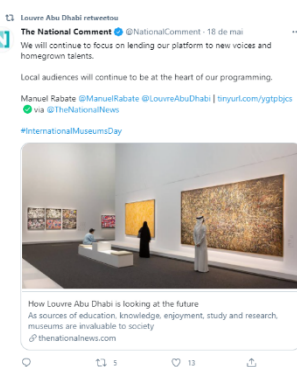 Louvre Abu Dhabi retweetou
The National Comment @NationalComment · 18 de mai
We will continue to focus on lending our platform to new voices and
homegrown talents.
Local audiences will continue to be at the heart of our programming.
Manuel Rabate @ManuelRabate @LouvreAbuDhabi | tinyurl.com/ygtpbjcs
via @TheNationalNews
#InternationalMuseumsDay
How Louvre Abu Dhabi is looking at the future
As sources of education, knowledge, enjoyment, study and research,
museums are invaluable to society
thenationalnews.com
5 13